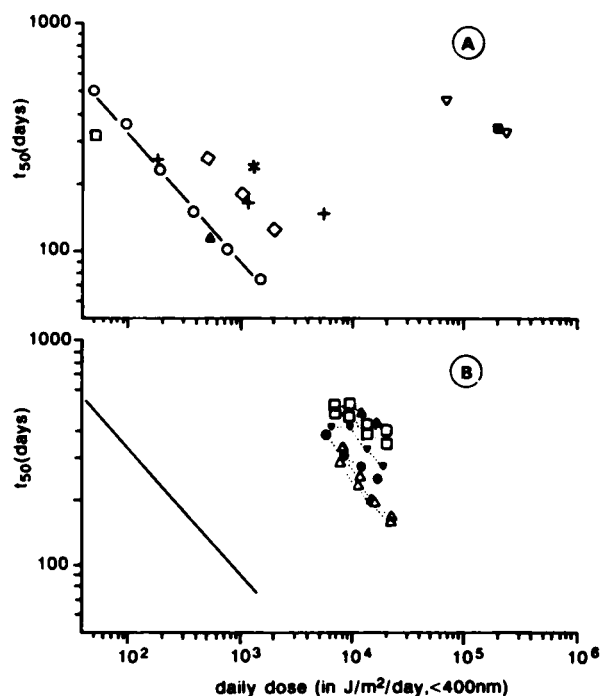 1000
A
t50(days)
100
1000
B
t50(days)
100
10² 10³ 10⁴ 10⁵ 10⁶
daily dose (in J/m²/day,<400nm)